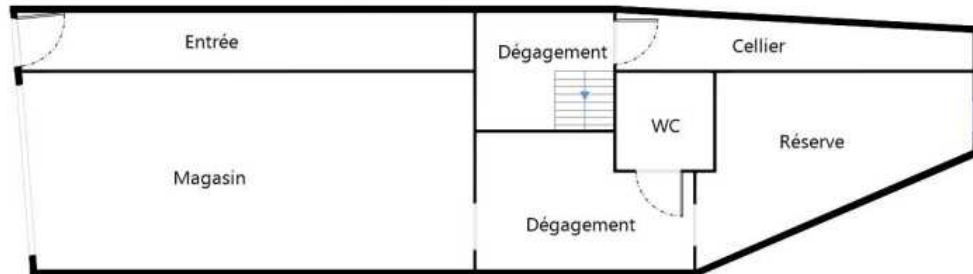 Entrée
Dégagement
Cellier
WC
Réserve
Magasin
Dégagement